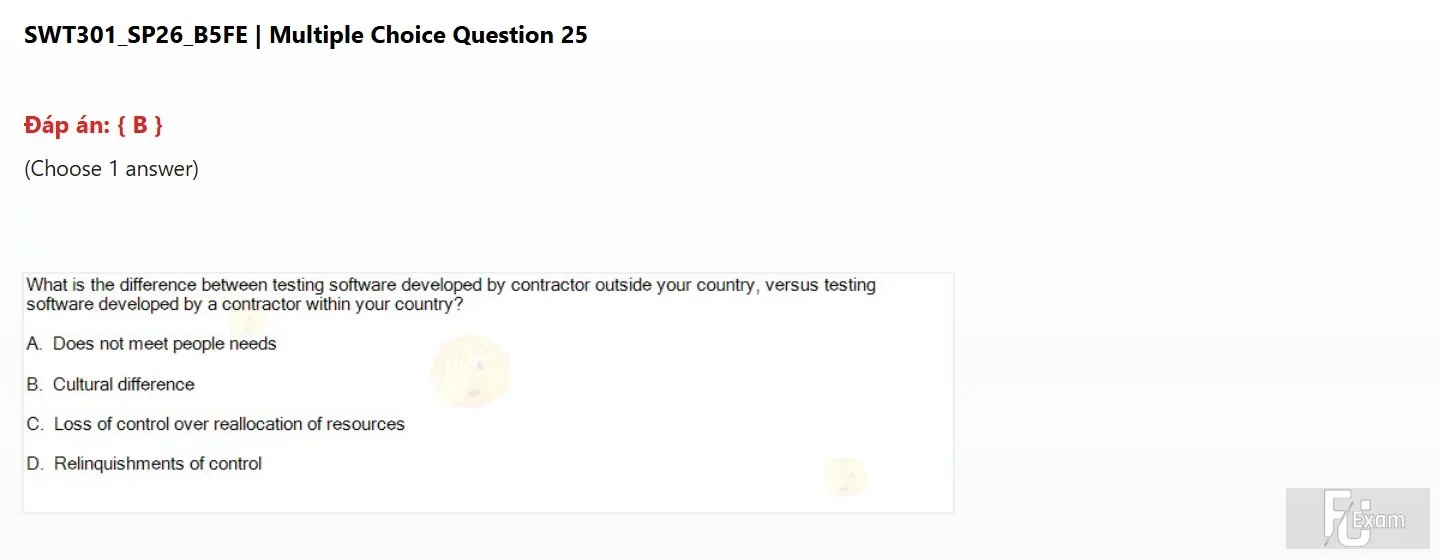 SWT301_SP26_B5FE | Multiple Choice Question 25
Đáp án: { B }
(Choose 1 answer)
What is the difference between testing software developed by contractor outside your country, versus testing
software developed by a contractor within your country?
A. Does not meet people needs
B. Cultural difference
C. Loss of control over reallocation of resources
D. Relinquishments of control
FU Exam